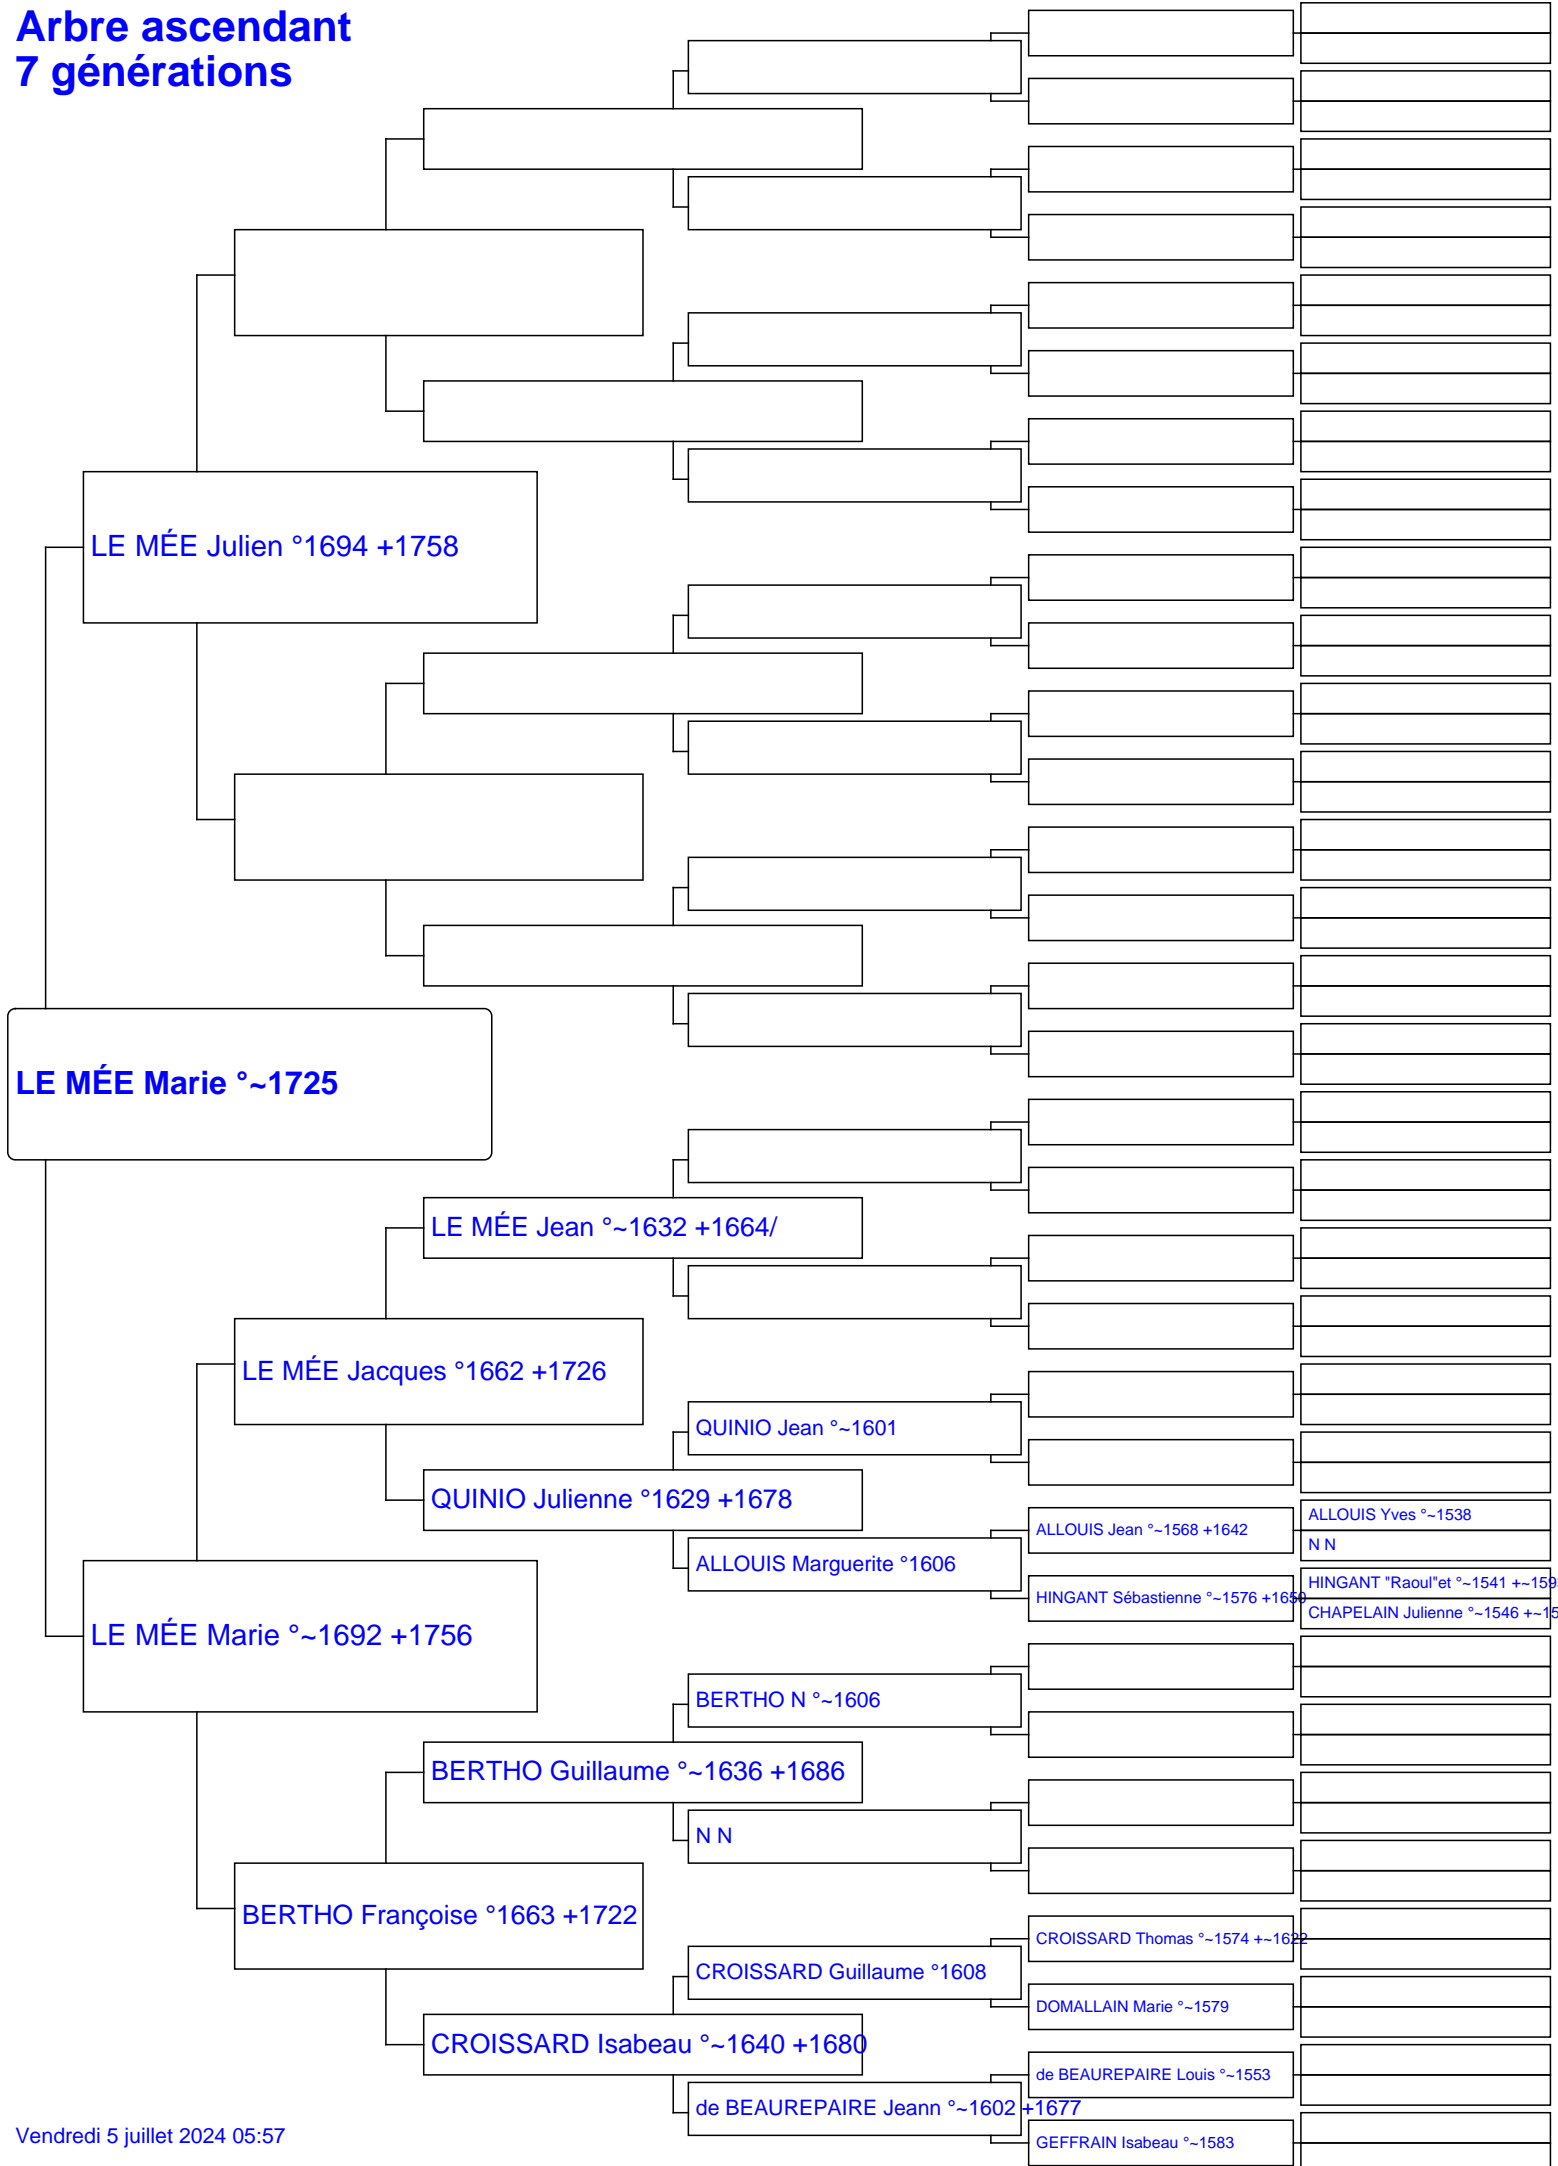 Arbre ascendant
7 générations
LE MÉE Julien °1694 +1758
LE MÉE Marie °~1725
LE MÉE Jean °~1632 +1664/
LE MÉE Jacques °1662 +1726
QUINIO Jean °~1601
QUINIO Julienne °1629 +1678
ALLOUIS Jean °~1568 +1642
ALLOUIS Yves °~1538
N N
ALLOUIS Marguerite °1606
HINGANT Sébastienne °~1576 +1650
HINGANT "Raoul"et °~1541 +~159
CHAPELAIN Julienne °~1546 +~15
LE MÉE Marie °~1692 +1756
BERTHO N °~1606
BERTHO Guillaume °~1636 +1686
N N
BERTHO Françoise °1663 +1722
CROISSARD Thomas °~1574 +~1622
CROISSARD Guillaume °1608
DOMALLAIN Marie °~1579
CROISSARD Isabeau °~1640 +1680
de BEAUREPAIRE Louis °~1553
de BEAUREPAIRE Jeann °~1602 +1677
GEFFRAIN Isabeau °~1583
Vendredi 5 juillet 2024 05:57